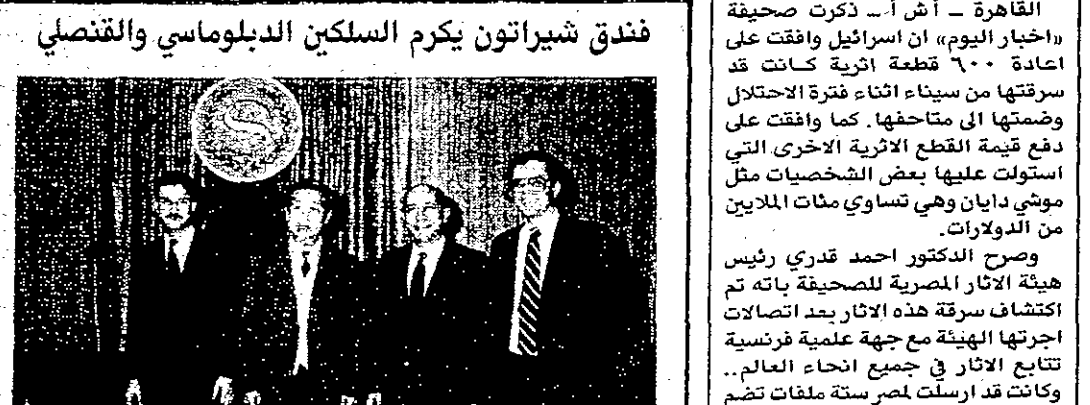 القاهرة ــ أ ش أ ــ ذكرت صحيفة
«اخبار اليوم» ان اسرائيل وافقت على
اعادة ٦٠٠ قطعة اثرية كانت قد
سرقتها من سيناء اثناء فترة الاحتلال
وضمتها الى متاحفها. كما وافقت على
دفع قيمة القطع الاثرية الاخرى التي
استولت عليها بعض الشخصيات مثل
موشي دايان وهي تساوي مئات الملايين
من الدولارات.
وصرح الدكتور احمد قدري رئيس
هيئة الاثار المصرية للصحيفة بانه تم
اكتشاف سرقة هذه الاثار بعد اتصالات
اجرتها الهيئة مع جهة علمية فرنسية
تتابع الاثار في جميع انحاء العالم..
وكانت قد ارسلت لمصر ستة ملفات تضم
فندق شيراتون يكرم السلكين الدبلوماسي والقنصلي